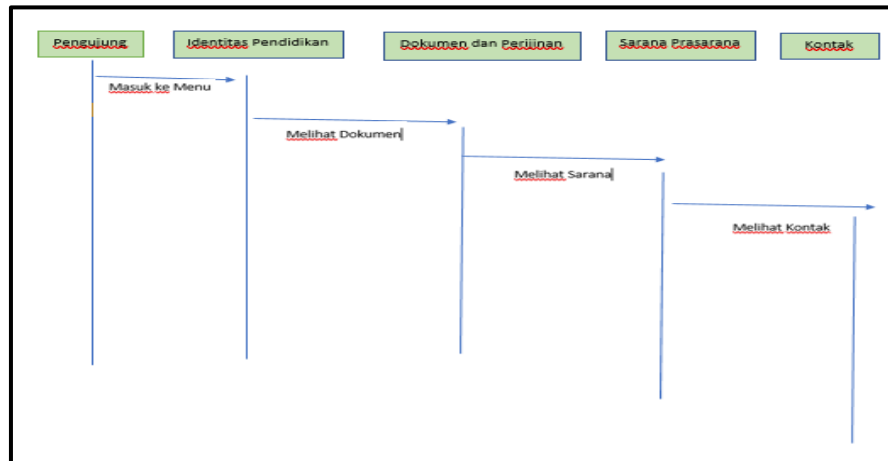 Pengujung
Identitas Pendidikan
Dokumen dan Perijinan
Sarana Prasarana
Kontak
Masuk ke Menu
Melihat Dokumen
Melihat Sarana
Melihat Kontak